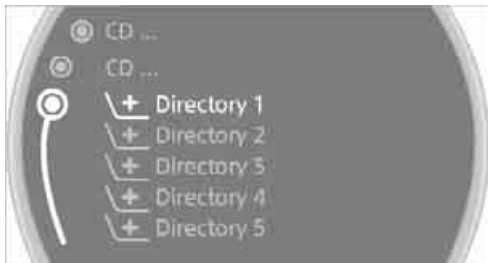 CD ...
CD ...
+ Directory 1
+ Directory 2
+ Directory 3
+ Directory 4
+ Directory 5